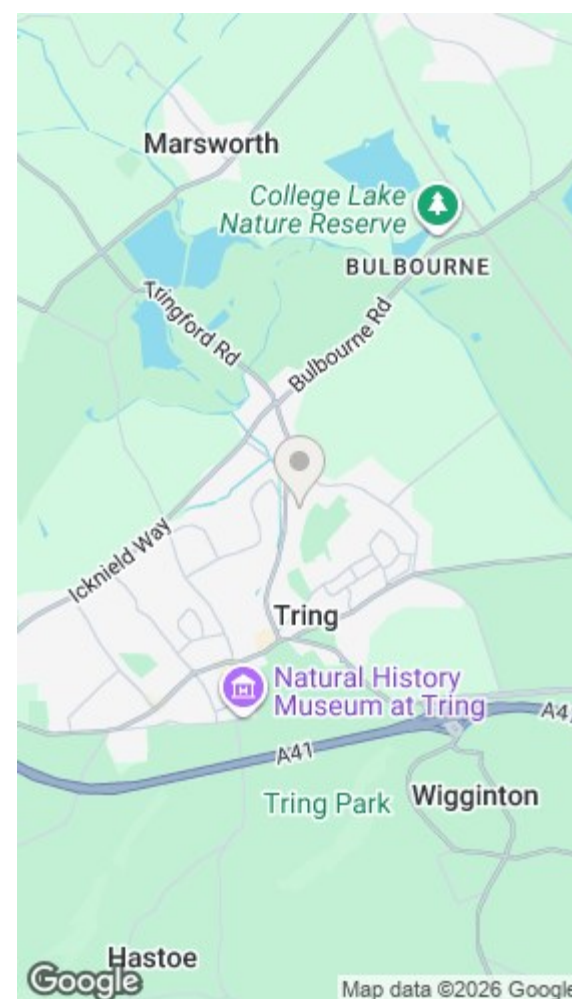 Marsworth
College Lake
Nature Reserve
BULBOURNE
Tringford Rd
Bulbourne Rd
Icknield Way
Tring
Natural History
Museum at Tring
A41
A41
Tring Park
Wigginton
Hastoe
Google
Map data ©2026 Google